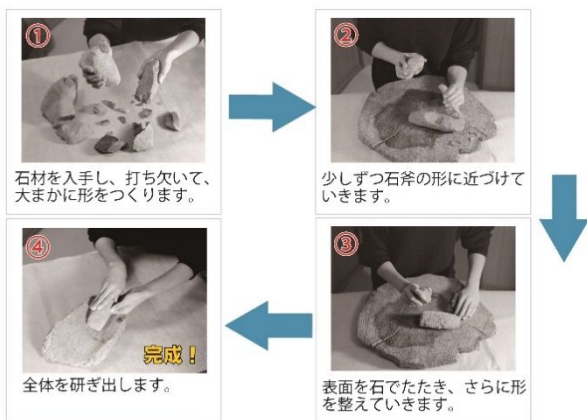 ①
石材を入手し、打ち欠いて、
大まかに形をつくります。
②
少しずつ石斧の形に近づけて
いきます。
③
表面を石でたたき、さらに形
を整えていきます。
④
完成！
全体を研ぎ出します。